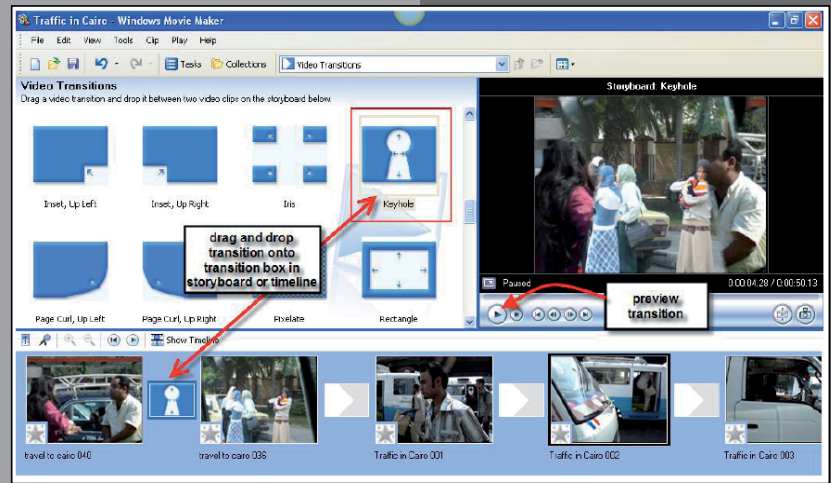 Traffic in Cairo - Windows Movie Maker
File Edit View Tools Clip Play Help
Tasks Collections Video Transitions
Video Transitions
Drag a video transition and drop it between two video clips on the storyboard below.
Inset, Up Left Inset, Up Right Iris Keyhole
drag and drop
transition onto
transition box in
storyboard or timeline
Page Curl, Up Left Page Curl, Up Right Pixelate Rectangle
Storyboard: Keyhole
Paused 0:00:04.28 / 0:00:50.13
preview
transition
Show Timeline
travel to cairo 040 travel to cairo 036 Traffic in Cairo 001 Traffic in Cairo 002 Traffic in Cairo 003